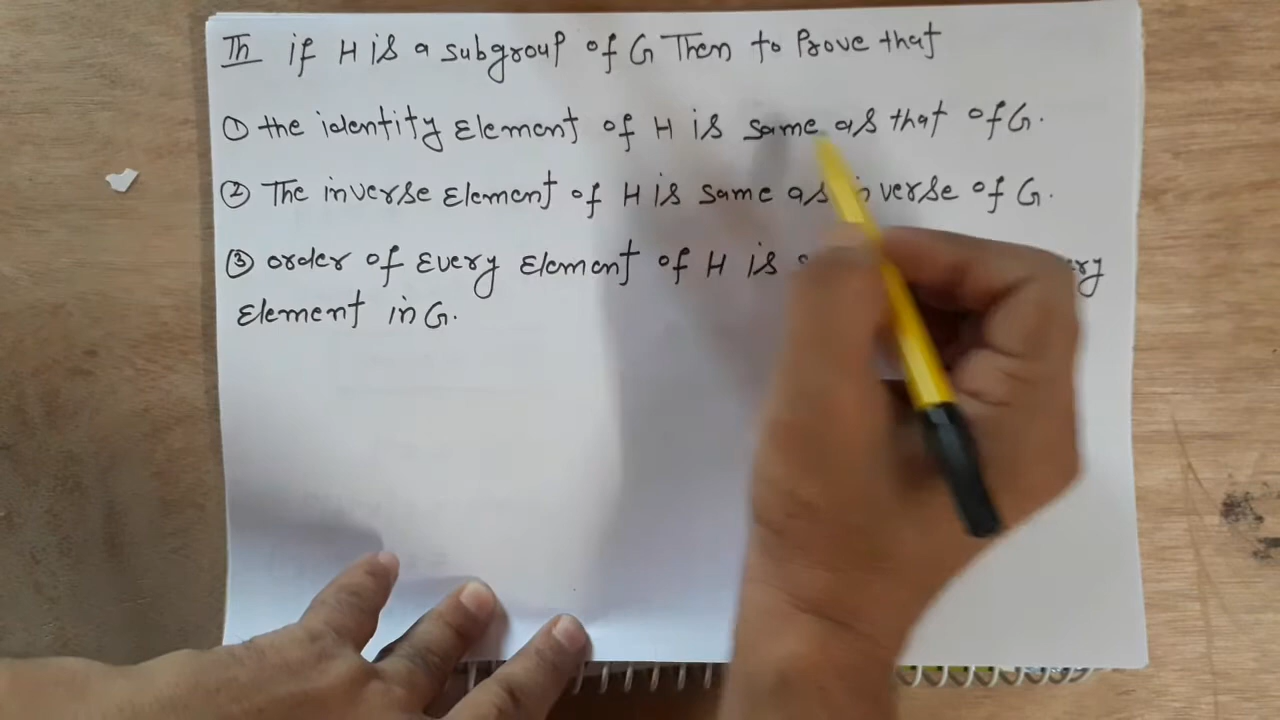 Th if H is a subgroup of G Then to Prove that
① the identity Element of H is same as that of G.
② The inverse Element of H is same as inverse of G.
③ order of Every Element of H is
Element in G.